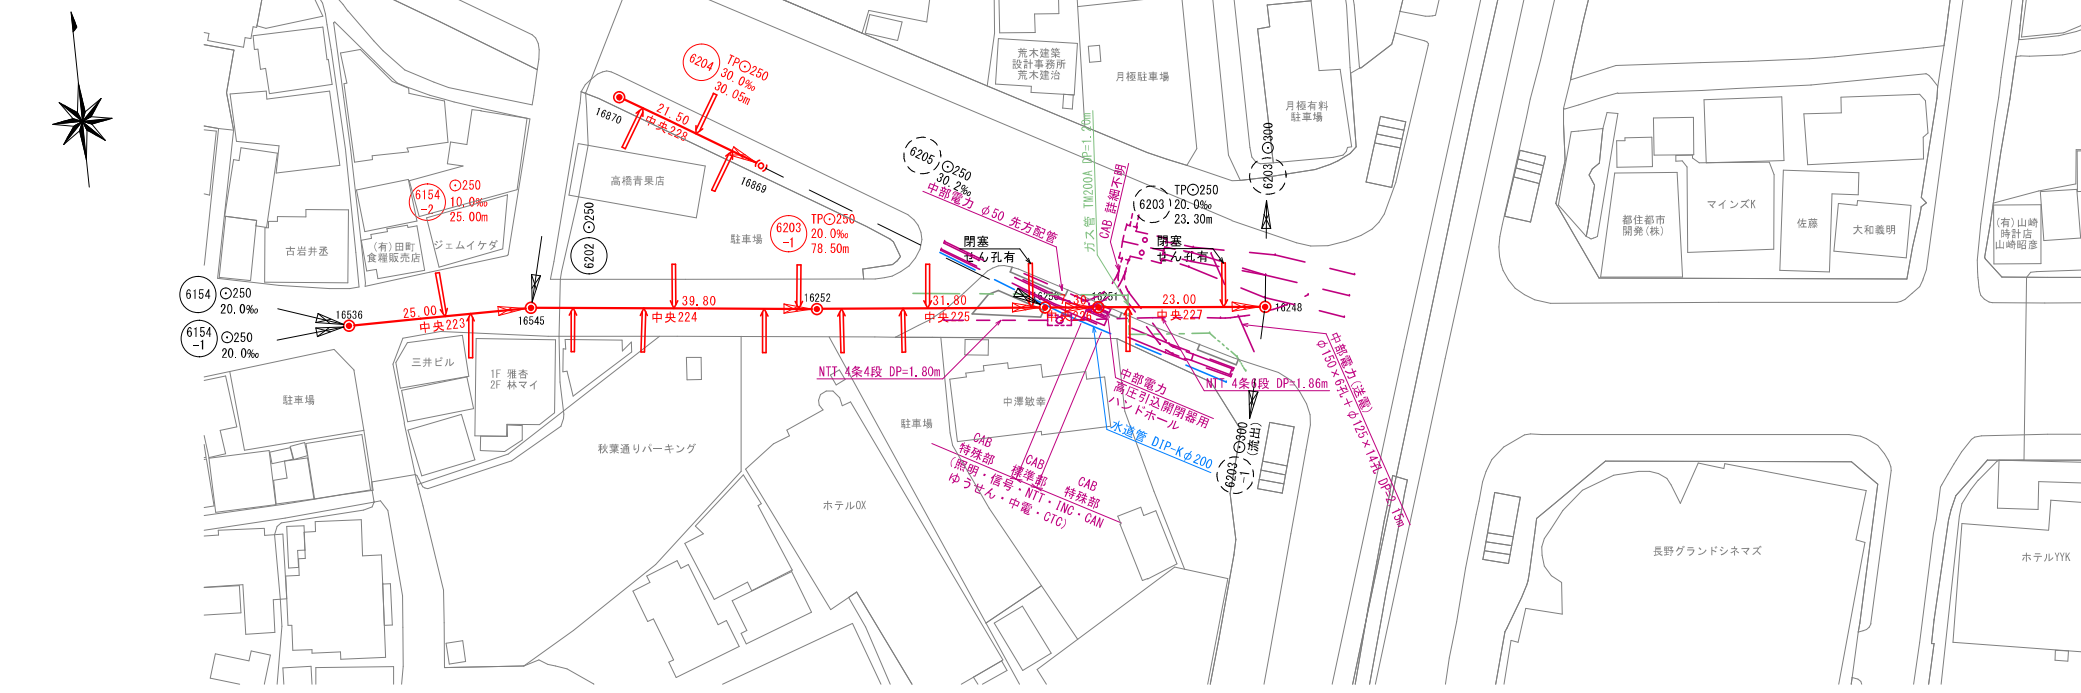 荒木建築
設計事務所
荒木建治
月極駐車場
月極有料
駐車場
6204
TP⊙250
30.0‰
30.05m
16870
21.50
中央228
16869
高橋青果店
駐車場
6154
-2
⊙250
10.0‰
25.00m
古岩井丞
(有)田町
食糧販売店
ジェムイケダ
6202 ⊙250
6203
-1
TP⊙250
20.0‰
78.50m
6205 ⊙250
30.2‰
中部電力 φ50 先方配管
ガス管 TM200A DP=1.20m
CAB 詳細不明
6203
TP⊙250
20.0‰
23.30m
6203 ⊙300
閉塞
せん孔有
閉塞
せん孔有
都住都市
開発(株)
マインズK
佐藤
大和義明
(有)山崎
時計店
山崎昭彦
6154 ⊙250
20.0‰
6154
-1
⊙250
20.0‰
16536
25.00
中央223
16545
39.80
中央224
16252
31.80
中央225
16251
23.00
中央227
16248
三井ビル
1F 雅杏
2F 林マイ
駐車場
NTT 4条4段 DP=1.80m
中澤敏幸
駐車場
中部電力
高圧引込開閉器用
ハンドホール
水道管 DIP-Kφ200
NTT 4条6段 DP=1.86m
中部電力(送電)
φ150×6孔+φ125×14孔 DP=2.15m
6203
-1
⊙300
(流出)
秋葉通りパーキング
ホテルOX
CAB
特殊部
(照明・信号・NTT・INC・CAN
ゆうせん・中電・CTC)
CAB
標準部
CAB
特殊部
長野グランドシネマズ
ホテルYYK